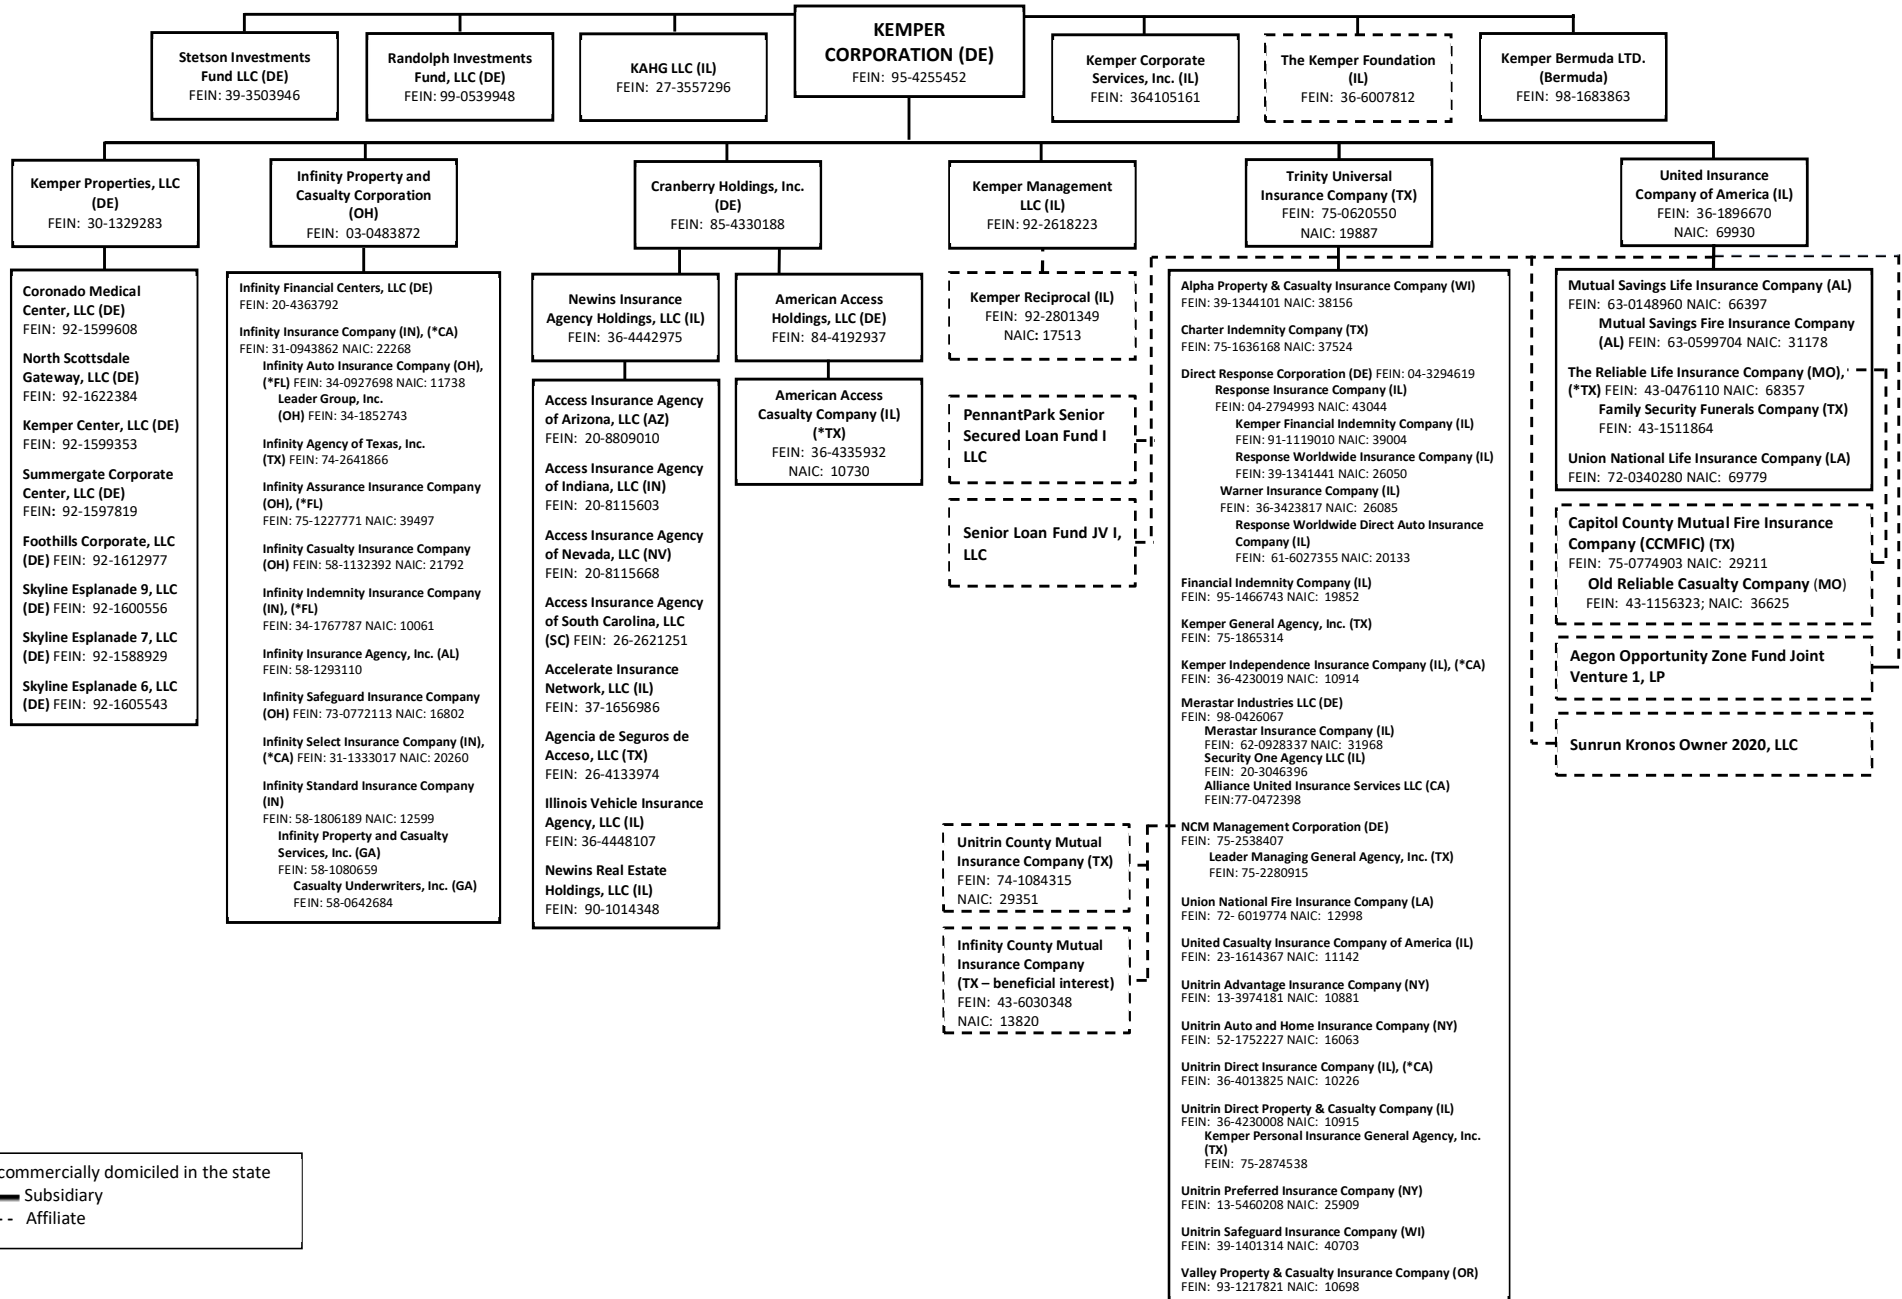 KEMPER
CORPORATION (DE)
FEIN: 95-4255452
Stetson Investments
Fund LLC (DE)
FEIN: 39-3503946
Randolph Investments
Fund, LLC (DE)
FEIN: 99-0539948
KAHG LLC (IL)
FEIN: 27-3557296
Kemper Corporate
Services, Inc. (IL)
FEIN: 364105161
The Kemper Foundation
(IL)
FEIN: 36-6007812
Kemper Bermuda LTD.
(Bermuda)
FEIN: 98-1683863
Kemper Properties, LLC
(DE)
FEIN: 30-1329283
Infinity Property and
Casualty Corporation
(OH)
FEIN: 03-0483872
Cranberry Holdings, Inc.
(DE)
FEIN: 85-4330188
Kemper Management
LLC (IL)
FEIN: 92-2618223
Trinity Universal
Insurance Company (TX)
FEIN: 75-0620550
NAIC: 19887
United Insurance
Company of America (IL)
FEIN: 36-1896670
NAIC: 69930
Coronado Medical
Center, LLC (DE)
FEIN: 92-1599608
North Scottsdale
Gateway, LLC (DE)
FEIN: 92-1622384
Kemper Center, LLC (DE)
FEIN: 92-1599353
Summergate Corporate
Center, LLC (DE)
FEIN: 92-1597819
Foothills Corporate, LLC
(DE) FEIN: 92-1612977
Skyline Esplanade 9, LLC
(DE) FEIN: 92-1600556
Skyline Esplanade 7, LLC
(DE) FEIN: 92-1588929
Skyline Esplanade 6, LLC
(DE) FEIN: 92-1605543
Infinity Financial Centers, LLC (DE)
FEIN: 20-4363792
Infinity Insurance Company (IN), (*CA)
FEIN: 31-0943862 NAIC: 22268
Infinity Auto Insurance Company (OH),
(*FL) FEIN: 34-0927698 NAIC: 11738
Leader Group, Inc.
(OH) FEIN: 34-1852743
Infinity Agency of Texas, Inc.
(TX) FEIN: 74-2641866
Infinity Assurance Insurance Company
(OH), (*FL)
FEIN: 75-1227771 NAIC: 39497
Infinity Casualty Insurance Company
(OH) FEIN: 58-1132392 NAIC: 21792
Infinity Indemnity Insurance Company
(IN), (*FL)
FEIN: 34-1767787 NAIC: 10061
Infinity Insurance Agency, Inc. (AL)
FEIN: 58-1293110
Infinity Safeguard Insurance Company
(OH) FEIN: 73-0772113 NAIC: 16802
Infinity Select Insurance Company (IN),
(*CA) FEIN: 31-1333017 NAIC: 20260
Infinity Standard Insurance Company
(IN)
FEIN: 58-1806189 NAIC: 12599
Infinity Property and Casualty
Services, Inc. (GA)
FEIN: 58-1080659
Casualty Underwriters, Inc. (GA)
FEIN: 58-0642684
Newins Insurance
Agency Holdings, LLC (IL)
FEIN: 36-4442975
American Access
Holdings, LLC (DE)
FEIN: 84-4192937
Access Insurance Agency
of Arizona, LLC (AZ)
FEIN: 20-8809010
Access Insurance Agency
of Indiana, LLC (IN)
FEIN: 20-8115603
Access Insurance Agency
of Nevada, LLC (NV)
FEIN: 20-8115668
Access Insurance Agency
of South Carolina, LLC
(SC) FEIN: 26-2621251
Accelerate Insurance
Network, LLC (IL)
FEIN: 37-1656986
Agencia de Seguros de
Acceso, LLC (TX)
FEIN: 26-4133974
Illinois Vehicle Insurance
Agency, LLC (IL)
FEIN: 36-4448107
Newins Real Estate
Holdings, LLC (IL)
FEIN: 90-1014348
American Access
Casualty Company (IL)
(*TX)
FEIN: 36-4335932
NAIC: 10730
Kemper Reciprocal (IL)
FEIN: 92-2801349
NAIC: 17513
PennantPark Senior
Secured Loan Fund I
LLC
Senior Loan Fund JV I,
LLC
Unitrin County Mutual
Insurance Company (TX)
FEIN: 74-1084315
NAIC: 29351
Infinity County Mutual
Insurance Company
(TX – beneficial interest)
FEIN: 43-6030348
NAIC: 13820
Alpha Property & Casualty Insurance Company (WI)
FEIN: 39-1344101 NAIC: 38156
Charter Indemnity Company (TX)
FEIN: 75-1636168 NAIC: 37524
Direct Response Corporation (DE) FEIN: 04-3294619
Response Insurance Company (IL)
FEIN: 04-2794993 NAIC: 43044
Kemper Financial Indemnity Company (IL)
FEIN: 91-1119010 NAIC: 39004
Response Worldwide Insurance Company (IL)
FEIN: 39-1341441 NAIC: 26050
Warner Insurance Company (IL)
FEIN: 36-3423817 NAIC: 26085
Response Worldwide Direct Auto Insurance
Company (IL)
FEIN: 61-6027355 NAIC: 20133
Financial Indemnity Company (IL)
FEIN: 95-1466743 NAIC: 19852
Kemper General Agency, Inc. (TX)
FEIN: 75-1865314
Kemper Independence Insurance Company (IL), (*CA)
FEIN: 36-4230019 NAIC: 10914
Merastar Industries LLC (DE)
FEIN: 98-0426067
Merastar Insurance Company (IL)
FEIN: 62-0928337 NAIC: 31968
Security One Agency LLC (IL)
FEIN: 20-3046396
Alliance United Insurance Services LLC (CA)
FEIN:77-0472398
NCM Management Corporation (DE)
FEIN: 75-2538407
Leader Managing General Agency, Inc. (TX)
FEIN: 75-2280915
Union National Fire Insurance Company (LA)
FEIN: 72- 6019774 NAIC: 12998
United Casualty Insurance Company of America (IL)
FEIN: 23-1614367 NAIC: 11142
Unitrin Advantage Insurance Company (NY)
FEIN: 13-3974181 NAIC: 10881
Unitrin Auto and Home Insurance Company (NY)
FEIN: 52-1752227 NAIC: 16063
Unitrin Direct Insurance Company (IL), (*CA)
FEIN: 36-4013825 NAIC: 10226
Unitrin Direct Property & Casualty Company (IL)
FEIN: 36-4230008 NAIC: 10915
Kemper Personal Insurance General Agency, Inc.
(TX)
FEIN: 75-2874538
Unitrin Preferred Insurance Company (NY)
FEIN: 13-5460208 NAIC: 25909
Unitrin Safeguard Insurance Company (WI)
FEIN: 39-1401314 NAIC: 40703
Valley Property & Casualty Insurance Company (OR)
FEIN: 93-1217821 NAIC: 10698
Mutual Savings Life Insurance Company (AL)
FEIN: 63-0148960 NAIC: 66397
Mutual Savings Fire Insurance Company
(AL) FEIN: 63-0599704 NAIC: 31178
The Reliable Life Insurance Company (MO),
(*TX) FEIN: 43-0476110 NAIC: 68357
Family Security Funerals Company (TX)
FEIN: 43-1511864
Union National Life Insurance Company (LA)
FEIN: 72-0340280 NAIC: 69779
Capitol County Mutual Fire Insurance
Company (CCMFIC) (TX)
FEIN: 75-0774903 NAIC: 29211
Old Reliable Casualty Company (MO)
FEIN: 43-1156323; NAIC: 36625
Aegon Opportunity Zone Fund Joint
Venture 1, LP
Sunrun Kronos Owner 2020, LLC
commercially domiciled in the state
Subsidiary
- - Affiliate